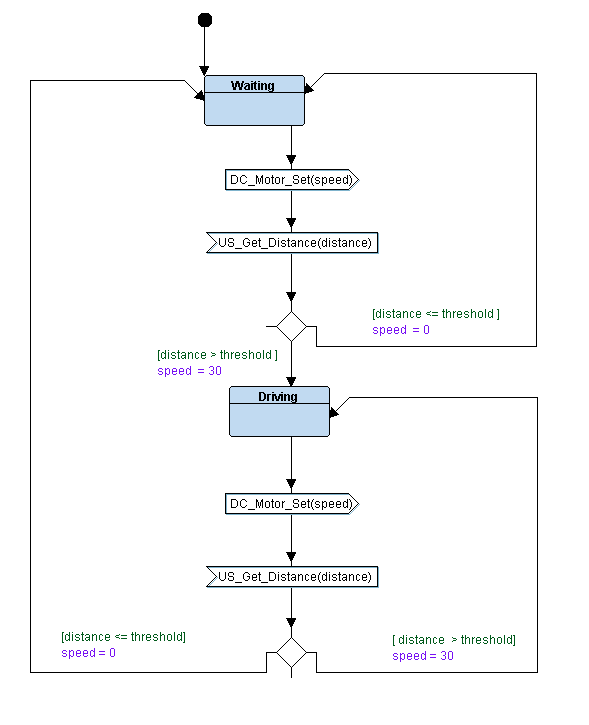 Waiting
DC_Motor_Set(speed)
US_Get_Distance(distance)
[distance <= threshold ]
speed = 0
[distance > threshold ]
speed = 30
Driving
DC_Motor_Set(speed)
US_Get_Distance(distance)
[distance <= threshold]
speed = 0
[ distance > threshold]
speed = 30